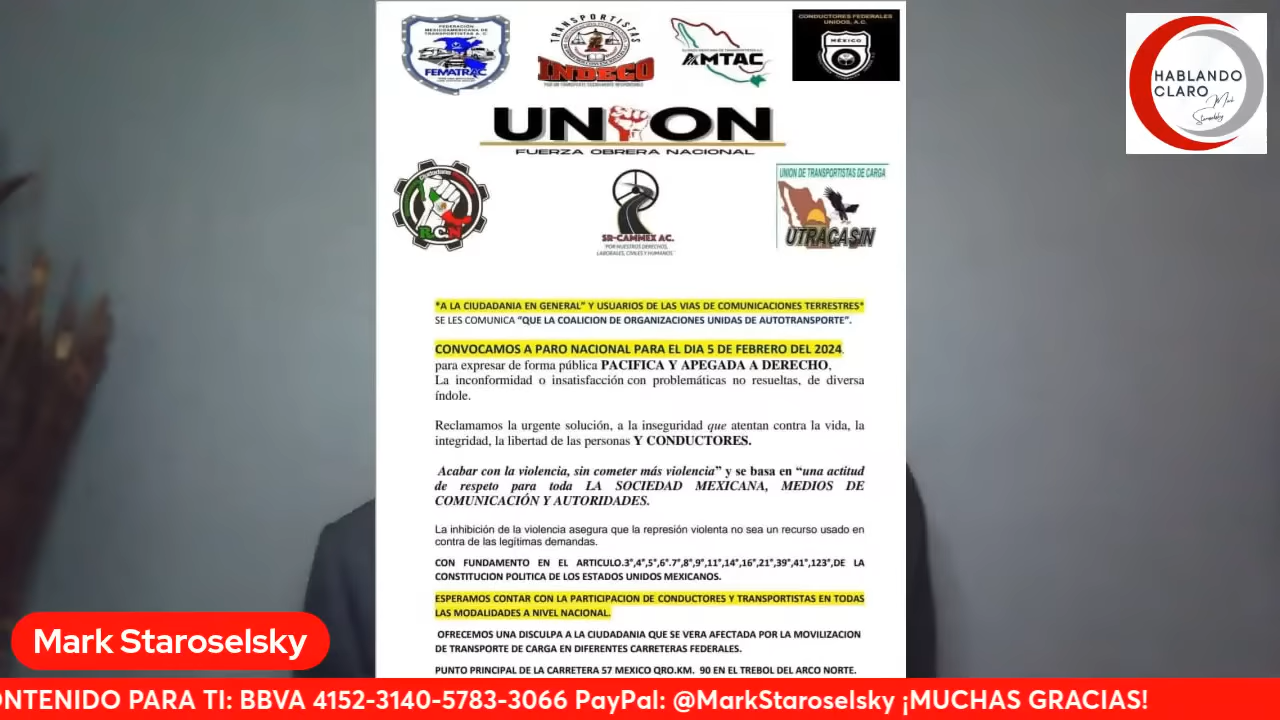 FEDERACIÓN
MEXICOAMERICANA DE
TRANSPORTISTAS A. C.
FEMATRAC
TRANSPORTISTAS
INDECO
AMTAC
CONDUCTORES FEDERALES
UNIDOS, A.C.
MÉXICO
HABLANDO
CLARO
Mark
Staroselsky
UNION
FUERZA OBRERA NACIONAL
RCN
SR-CAMMEX AC.
POR NUESTROS DERECHOS,
LABORALES, CIVILES Y HUMANOS
UNION DE TRANSPORTISTAS DE CARGA
UTRACASIN
*A LA CIUDADANIA EN GENERAL" Y USUARIOS DE LAS VIAS DE COMUNICACIONES TERRESTRES*
SE LES COMUNICA "QUE LA COALICION DE ORGANIZACIONES UNIDAS DE AUTOTRANSPORTE".
CONVOCAMOS A PARO NACIONAL PARA EL DIA 5 DE FEBRERO DEL 2024.
para expresar de forma pública PACIFICA Y APEGADA A DERECHO,
La inconformidad o insatisfacción con problemáticas no resueltas, de diversa
índole.
Reclamamos la urgente solución, a la inseguridad que atentan contra la vida, la
integridad, la libertad de las personas Y CONDUCTORES.
Acabar con la violencia, sin cometer más violencia" y se basa en "una actitud
de respeto para toda LA SOCIEDAD MEXICANA, MEDIOS DE
COMUNICACIÓN Y AUTORIDADES.
La inhibición de la violencia asegura que la represión violenta no sea un recurso usado en
contra de las legítimas demandas.
CON FUNDAMENTO EN EL ARTICULO.3°,4°,5°,6°.7°,8°,9°,11°,14°,16°,21°,39°,41°,123°,DE LA
CONSTITUCION POLITICA DE LOS ESTADOS UNIDOS MEXICANOS.
ESPERAMOS CONTAR CON LA PARTICIPACION DE CONDUCTORES Y TRANSPORTISTAS EN TODAS
LAS MODALIDADES A NIVEL NACIONAL.
OFRECEMOS UNA DISCULPA A LA CIUDADANIA QUE SE VERA AFECTADA POR LA MOVILIZACION
DE TRANSPORTE DE CARGA EN DIFERENTES CARRETERAS FEDERALES.
PUNTO PRINCIPAL DE LA CARRETERA 57 MEXICO QRO.KM. 90 EN EL TREBOL DEL ARCO NORTE.
Mark Staroselsky
ONTENIDO PARA TI: BBVA 4152-3140-5783-3066 PayPal: @MarkStaroselsky ¡MUCHAS GRACIAS!